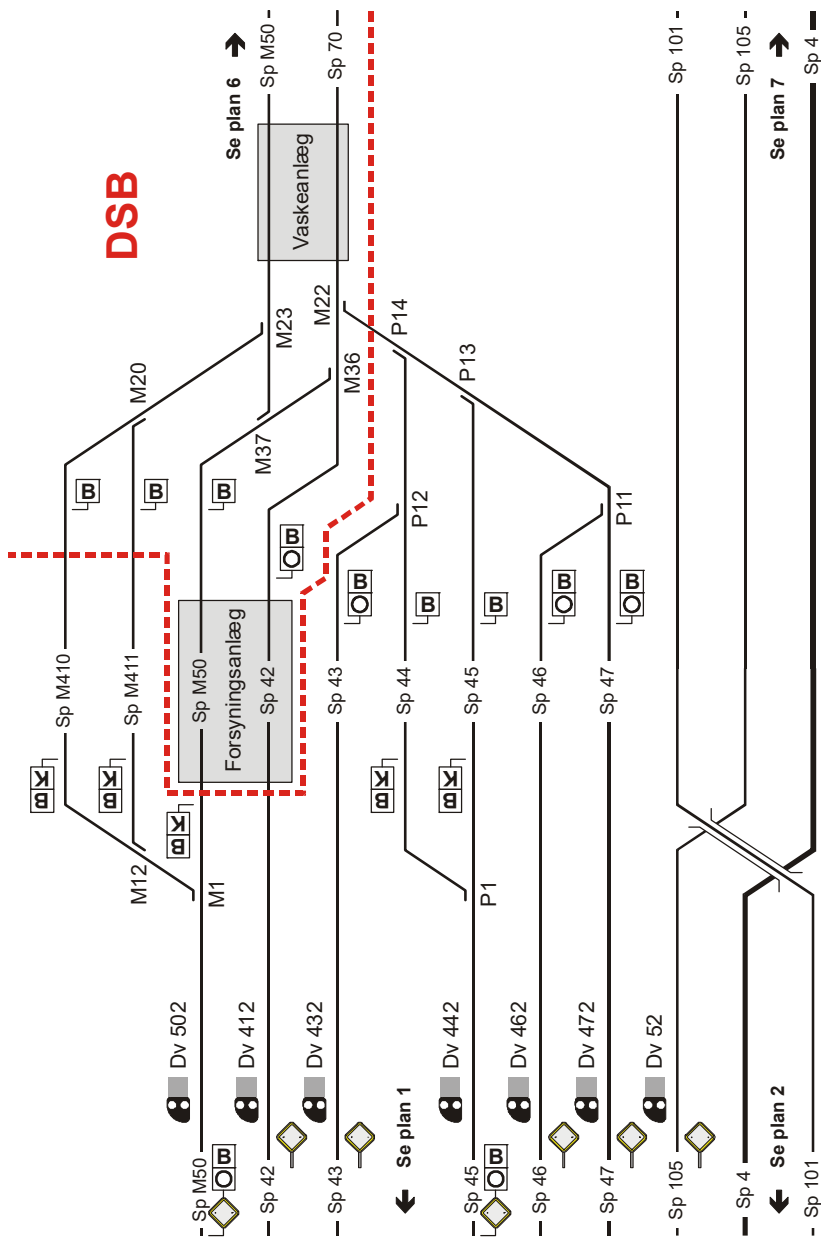 DSB
Se plan 6
Sp M50
Sp 70
Vaskeanlæg
M20
M23
M22
M37
M36
P14
P13
P12
P11
B
B
B
B O
B O
B
B
B O
B O
Sp M410
Sp M411
Sp M50
Sp 42
Forsyningsanlæg
Sp 43
Sp 44
Sp 45
Sp 46
Sp 47
K B
K B
K B
K B
K B
M12
M1
P1
Dv 502
Dv 412
Dv 432
Dv 442
Dv 462
Dv 472
Dv 52
Sp M50
B O
Sp 42
Sp 43
Se plan 1
Sp 45
B O
Sp 46
Sp 47
Sp 105
Sp 4
Se plan 2
Sp 101
Sp 101
Sp 105
Se plan 7
Sp 4